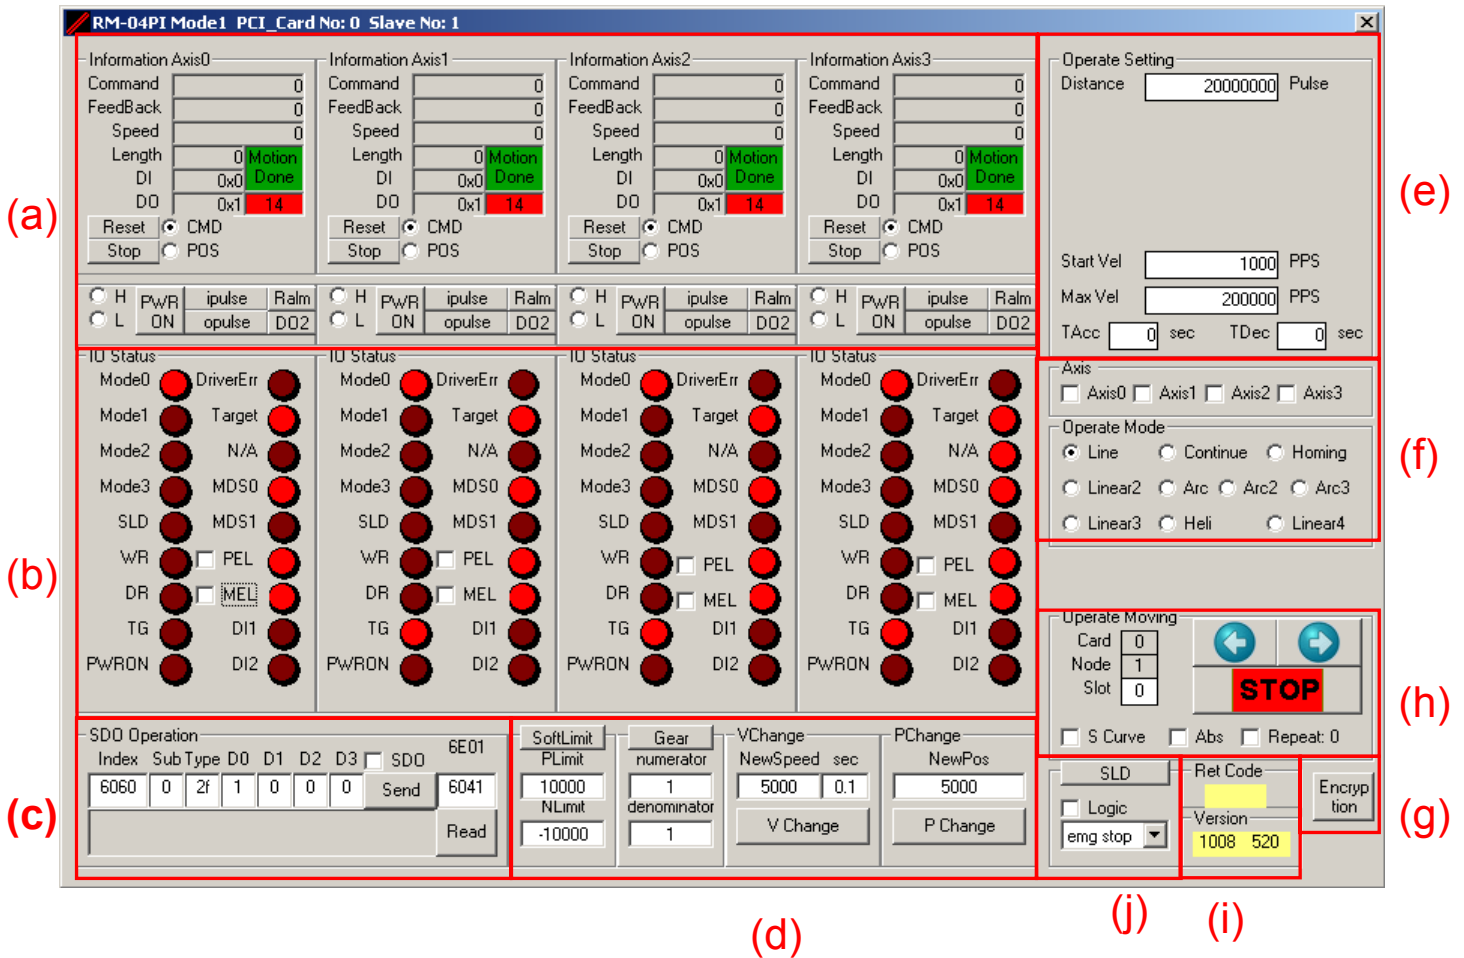 RM-04PI Mode1 PCI_Card No: 0 Slave No: 1
Information Axis0
Command 0
FeedBack 0
Speed 0
Length 0 Motion Done
DI 0x0
DO 0x1 14
Reset CMD
Stop POS
Information Axis1
Command 0
FeedBack 0
Speed 0
Length 0 Motion Done
DI 0x0
DO 0x1 14
Reset CMD
Stop POS
Information Axis2
Command 0
FeedBack 0
Speed 0
Length 0 Motion Done
DI 0x0
DO 0x1 14
Reset CMD
Stop POS
Information Axis3
Command 0
FeedBack 0
Speed 0
Length 0 Motion Done
DI 0x0
DO 0x1 14
Reset CMD
Stop POS
(a)
H PWR ipulse Ralm H PWR ipulse Ralm H PWR ipulse Ralm H PWR ipulse Ralm
L ON opulse DO2 L ON opulse DO2 L ON opulse DO2 L ON opulse DO2
IO Status IO Status IO Status IO Status
Mode0 DriverErr Mode0 DriverErr Mode0 DriverErr Mode0 DriverErr
Mode1 Target Mode1 Target Mode1 Target Mode1 Target
Mode2 N/A Mode2 N/A Mode2 N/A Mode2 N/A
Mode3 MDS0 Mode3 MDS0 Mode3 MDS0 Mode3 MDS0
SLD MDS1 SLD MDS1 SLD MDS1 SLD MDS1
WR PEL WR PEL WR PEL WR PEL
DR MEL DR MEL DR MEL DR MEL
TG DI1 TG DI1 TG DI1 TG DI1
PWRON DI2 PWRON DI2 PWRON DI2 PWRON DI2
(b)
SDO Operation
Index Sub Type D0 D1 D2 D3 SDO 6E01
6060 0 2f 1 0 0 0 Send 6041
Read
(c)
SoftLimit
PLimit
10000
NLimit
-10000
Gear
numerator
1
denominator
1
VChange
NewSpeed sec
5000 0.1
V Change
PChange
NewPos
5000
P Change
(d)
Operate Setting
Distance 20000000 Pulse
Start Vel 1000 PPS
Max Vel 200000 PPS
TAcc 0 sec TDec 0 sec
(e)
Axis
Axis0 Axis1 Axis2 Axis3
Operate Mode
Line Continue Homing
Linear2 Arc Arc2 Arc3
Linear3 Heli Linear4
(f)
Operate Moving
Card 0
Node 1
Slot 0
STOP
S Curve Abs Repeat: 0
(h)
SLD
Logic
emg stop
(j)
Ret Code
Version
1008 520
(i)
Encryp
tion
(g)